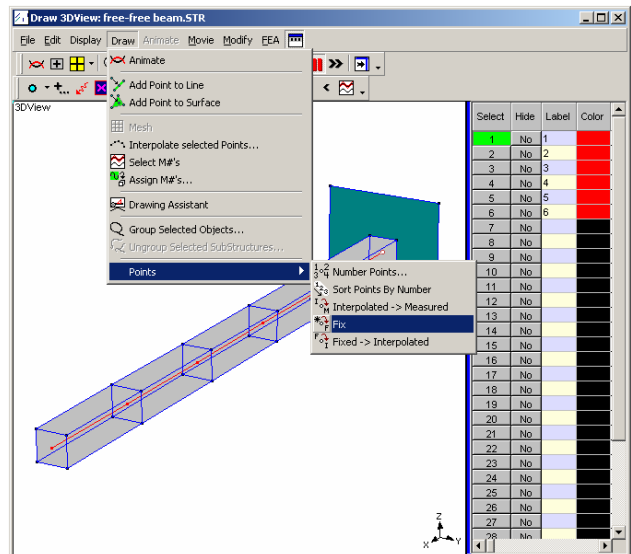 Draw 3DView: free-free beam.STR
File Edit Display Draw Animate Movie Modify FEA
3DView
Animate
Add Point to Line
Add Point to Surface
Mesh
Interpolate selected Points...
Select M#'s
Assign M#'s...
Drawing Assistant
Group Selected Objects...
Ungroup Selected SubStructures...
Points
Number Points...
Sort Points By Number
Interpolated -> Measured
Fix
Fixed -> Interpolated
Select Hide Label Color
1 No 1
2 No 2
3 No 3
4 No 4
5 No 5
6 No 6
7 No
8 No
9 No
10 No
11 No
12 No
13 No
14 No
15 No
16 No
17 No
18 No
19 No
20 No
21 No
22 No
23 No
24 No
25 No
26 No
27 No
28 No
Z
X Y